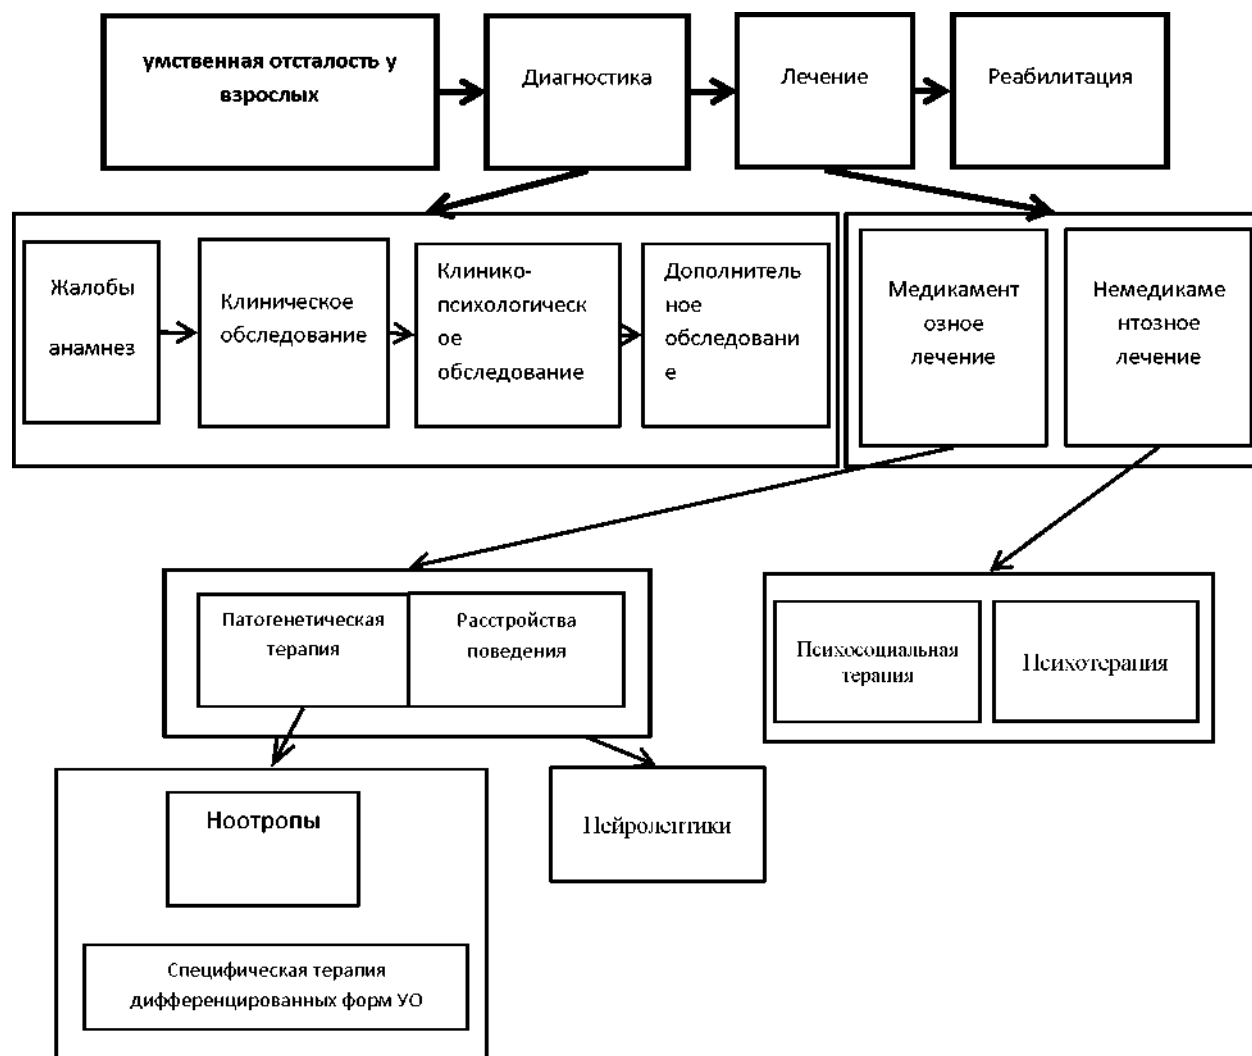 умственная отсталость у
взрослых
Диагностика
Лечение
Реабилитация
Жалобы
анамнез
Клиническое
обследование
Клинико-
психологическ
ое
обследование
Дополнитель
ное
обследовани
е
Медикамент
озное
лечение
Немедикаме
нтозное
лечение
Патогенетическая
терапия
Расстройства
поведения
Психосоциальная
терапия
Психотерапия
Ноотропы
Нейролептики
Специфическая терапия
дифференцированных форм УО